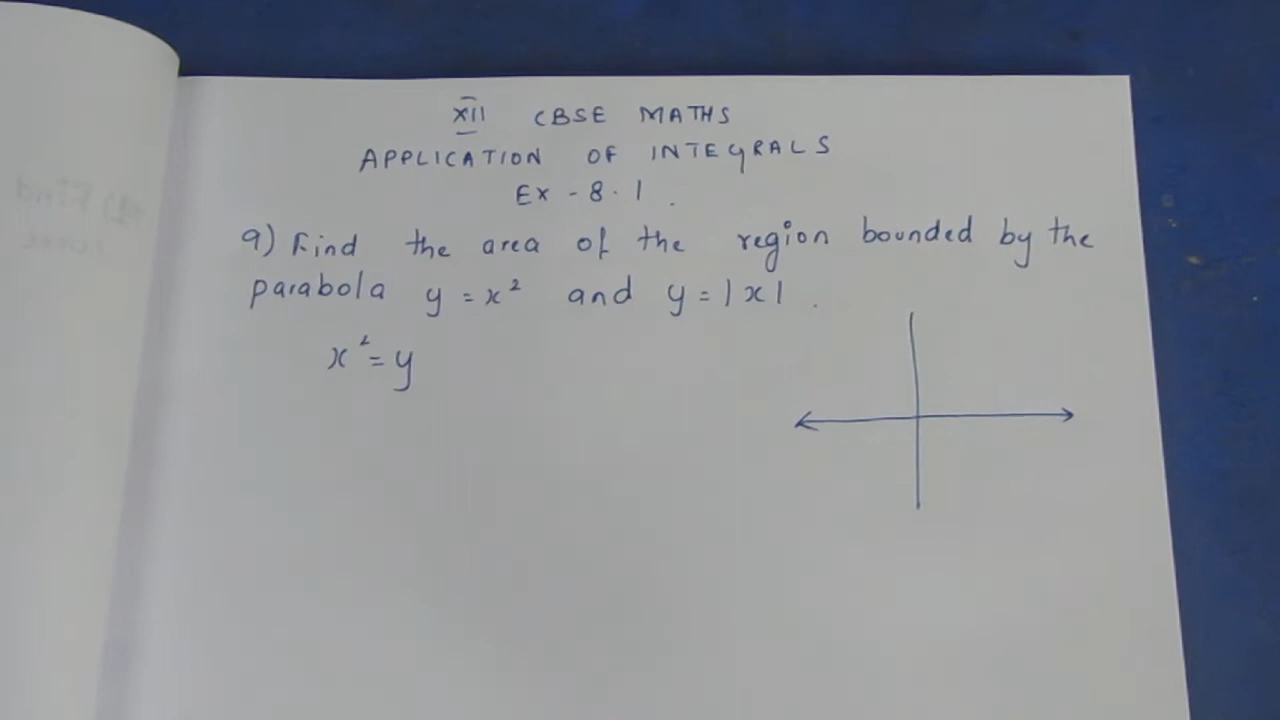 XII CBSE MATHS
APPLICATION OF INTEGRALS
Ex - 8.1.
9) Find the area of the region bounded by the
parabola y = x² and y = |x|.
x² = y